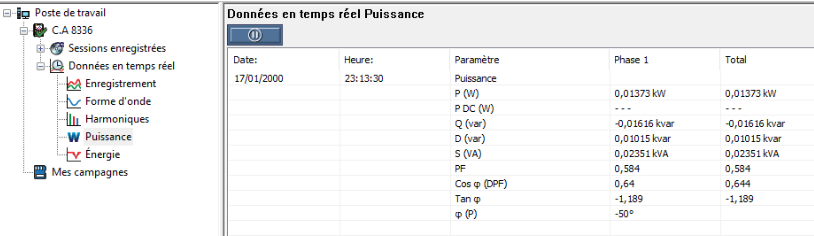 Poste de travail
C.A 8336
Sessions enregistrées
Données en temps réel
Enregistrement
Forme d'onde
Harmoniques
Puissance
Énergie
Mes campagnes
Données en temps réel Puissance
Date: Heure: Paramètre Phase 1 Total
17/01/2000 23:13:30 Puissance
P (W) 0,01373 kW 0,01373 kW
P DC (W) - - - - - -
Q (var) -0,01616 kvar -0,01616 kvar
D (var) 0,01015 kvar 0,01015 kvar
S (VA) 0,02351 kVA 0,02351 kVA
PF 0,584 0,584
Cos φ (DPF) 0,64 0,644
Tan φ -1,189 -1,189
φ (P) -50°